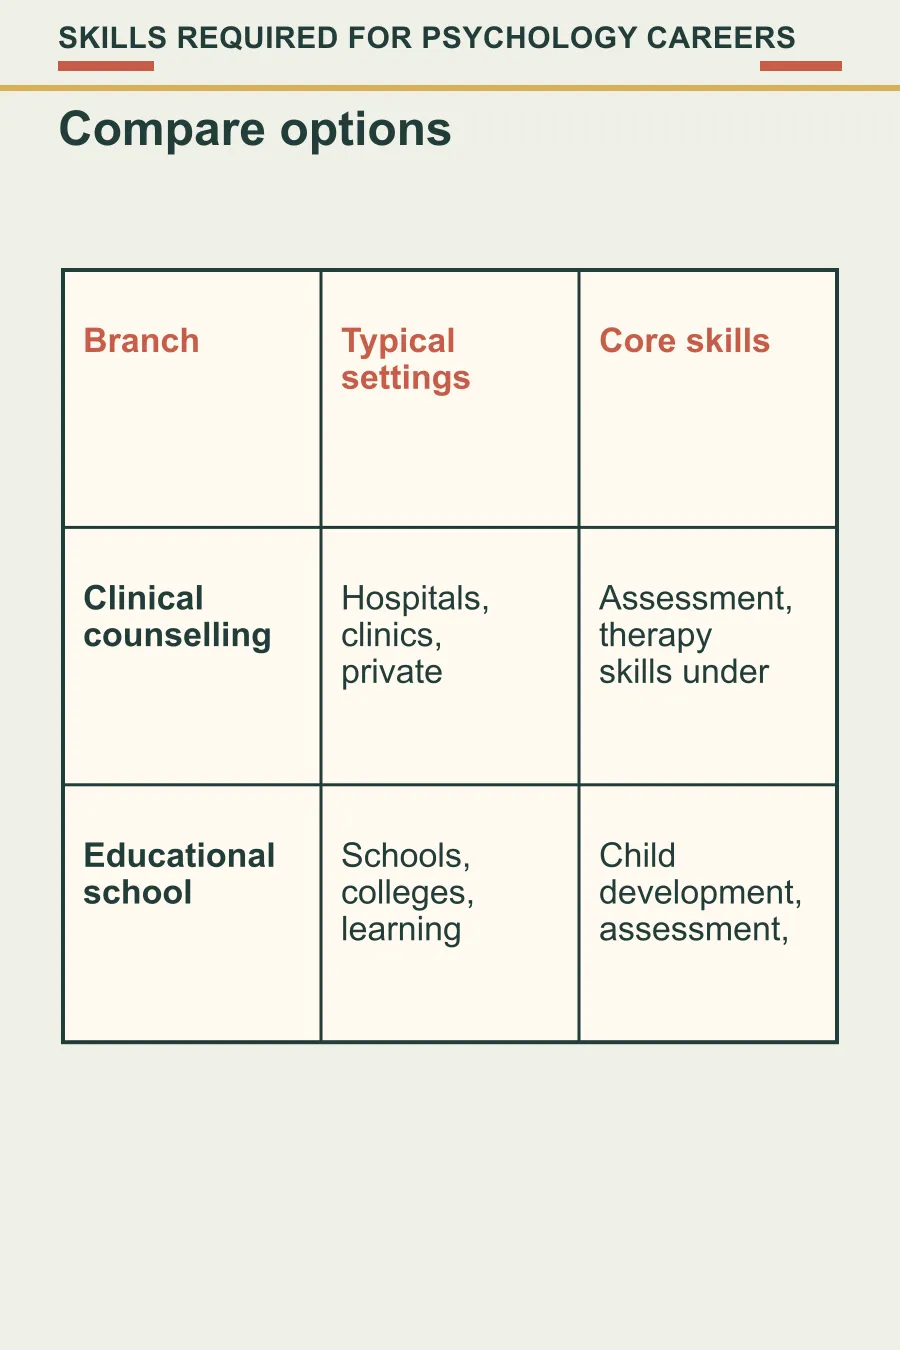 SKILLS REQUIRED FOR PSYCHOLOGY CAREERS
Compare options
Branch
Typical
settings
Core skills
Clinical
counselling
Hospitals,
clinics,
private
Assessment,
therapy
skills under
Educational
school
Schools,
colleges,
learning
Child
development,
assessment,